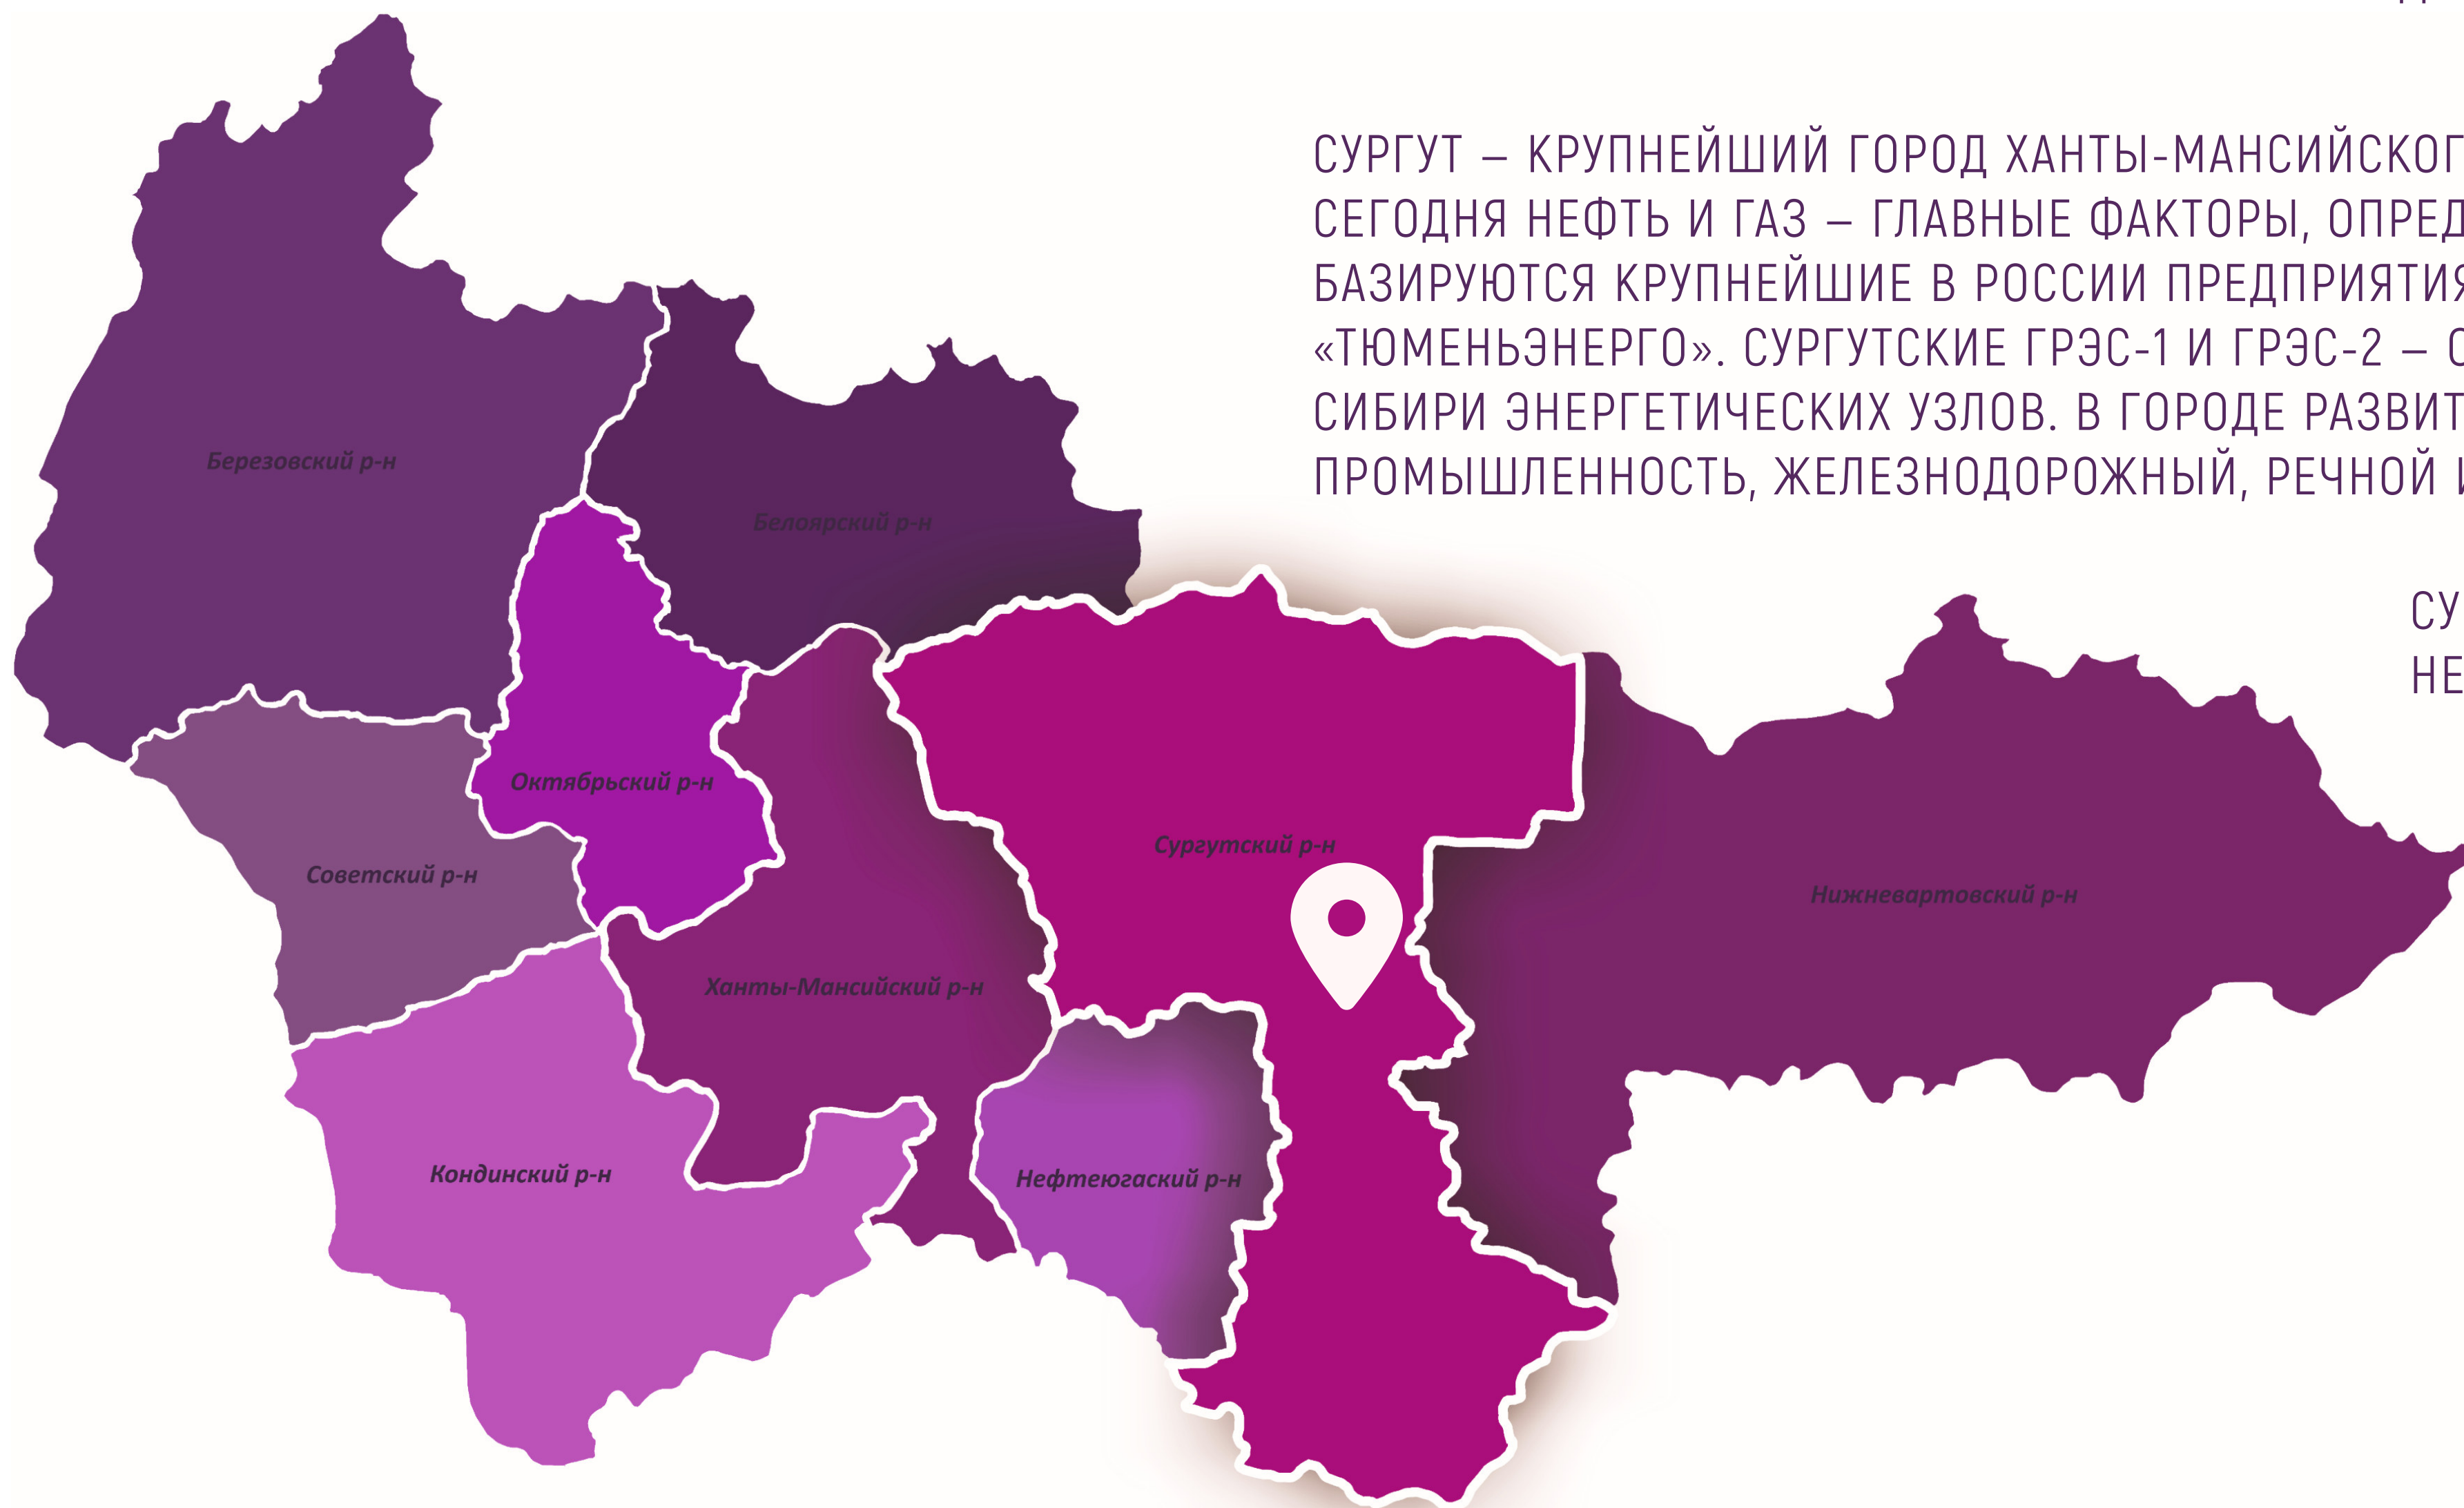 СУРГУТ – КРУПНЕЙШИЙ ГОРОД ХАНТЫ-МАНСИЙСКОГ
СЕГОДНЯ НЕФТЬ И ГАЗ – ГЛАВНЫЕ ФАКТОРЫ, ОПРЕД
БАЗИРУЮТСЯ КРУПНЕЙШИЕ В РОССИИ ПРЕДПРИЯТИЯ
«ТЮМЕНЬЭНЕРГО». СУРГУТСКИЕ ГРЭС-1 И ГРЭС-2 – О
СИБИРИ ЭНЕРГЕТИЧЕСКИХ УЗЛОВ. В ГОРОДЕ РАЗВИТ
ПРОМЫШЛЕННОСТЬ, ЖЕЛЕЗНОДОРОЖНЫЙ, РЕЧНОЙ И
СУ
НЕ
Березовский р-н
Белоярский р-н
Октябрьский р-н
Сургутский р-н
Советский р-н
Нижневартовский р-н
Ханты-Мансийский р-н
Кондинский р-н
Нефтеюгаский р-н